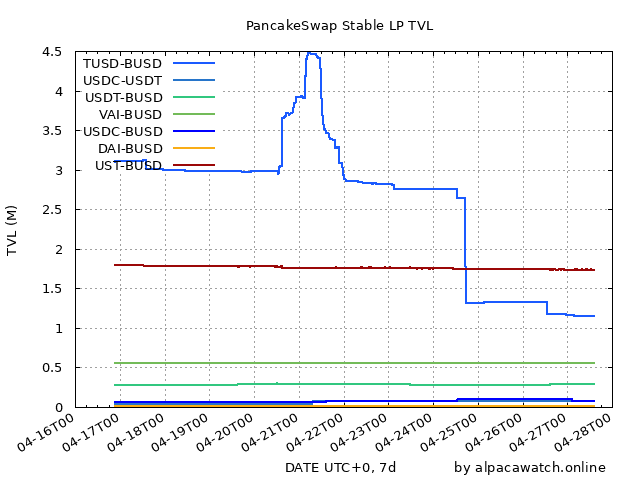 PancakeSwap Stable LP TVL
TVL (M)
4.5
4
3.5
3
2.5
2
1.5
1
0.5
0
TUSD-BUSD
USDC-USDT
USDT-BUSD
VAI-BUSD
USDC-BUSD
DAI-BUSD
UST-BUSD
04-16T00
04-17T00
04-18T00
04-19T00
04-20T00
04-21T00
04-22T00
04-23T00
04-24T00
04-25T00
04-26T00
04-27T00
04-28T00
DATE UTC+0, 7d
by alpacawatch.online